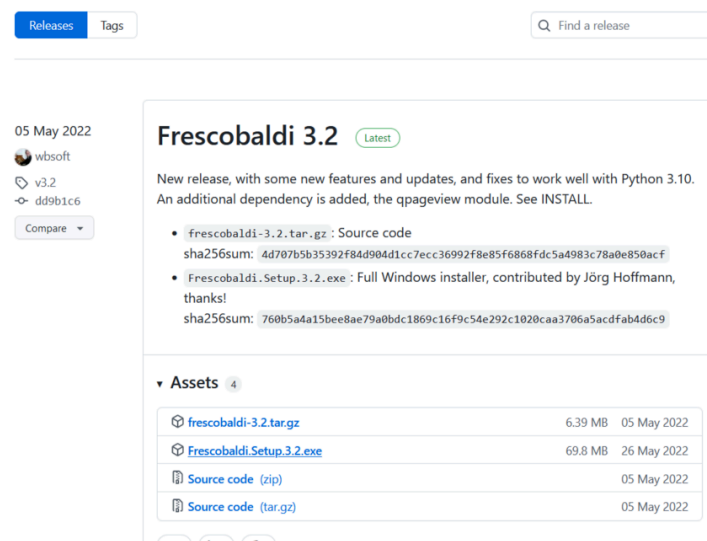 Releases
Tags
Find a release
05 May 2022
wbsoft
v3.2
dd9b1c6
Compare
Frescobaldi 3.2
Latest
New release, with some new features and updates, and fixes to work well with Python 3.10.
An additional dependency is added, the qpageview module. See INSTALL.
frescobaldi-3.2.tar.gz : Source code
sha256sum: 4d707b5b35392f84d904d1cc7ecc36992f8e85f6868fdc5a4983c78a0e850acf
Frescobaldi.Setup.3.2.exe : Full Windows installer, contributed by Jörg Hoffmann,
thanks!
sha256sum: 760b5a4a15bee8ae79a0bdc1869c16f9c54e292c1020caa3706a5acdfab4d6c9
Assets 4
frescobaldi-3.2.tar.gz 6.39 MB 05 May 2022
Frescobaldi.Setup.3.2.exe 69.8 MB 26 May 2022
Source code (zip) 05 May 2022
Source code (tar.gz) 05 May 2022